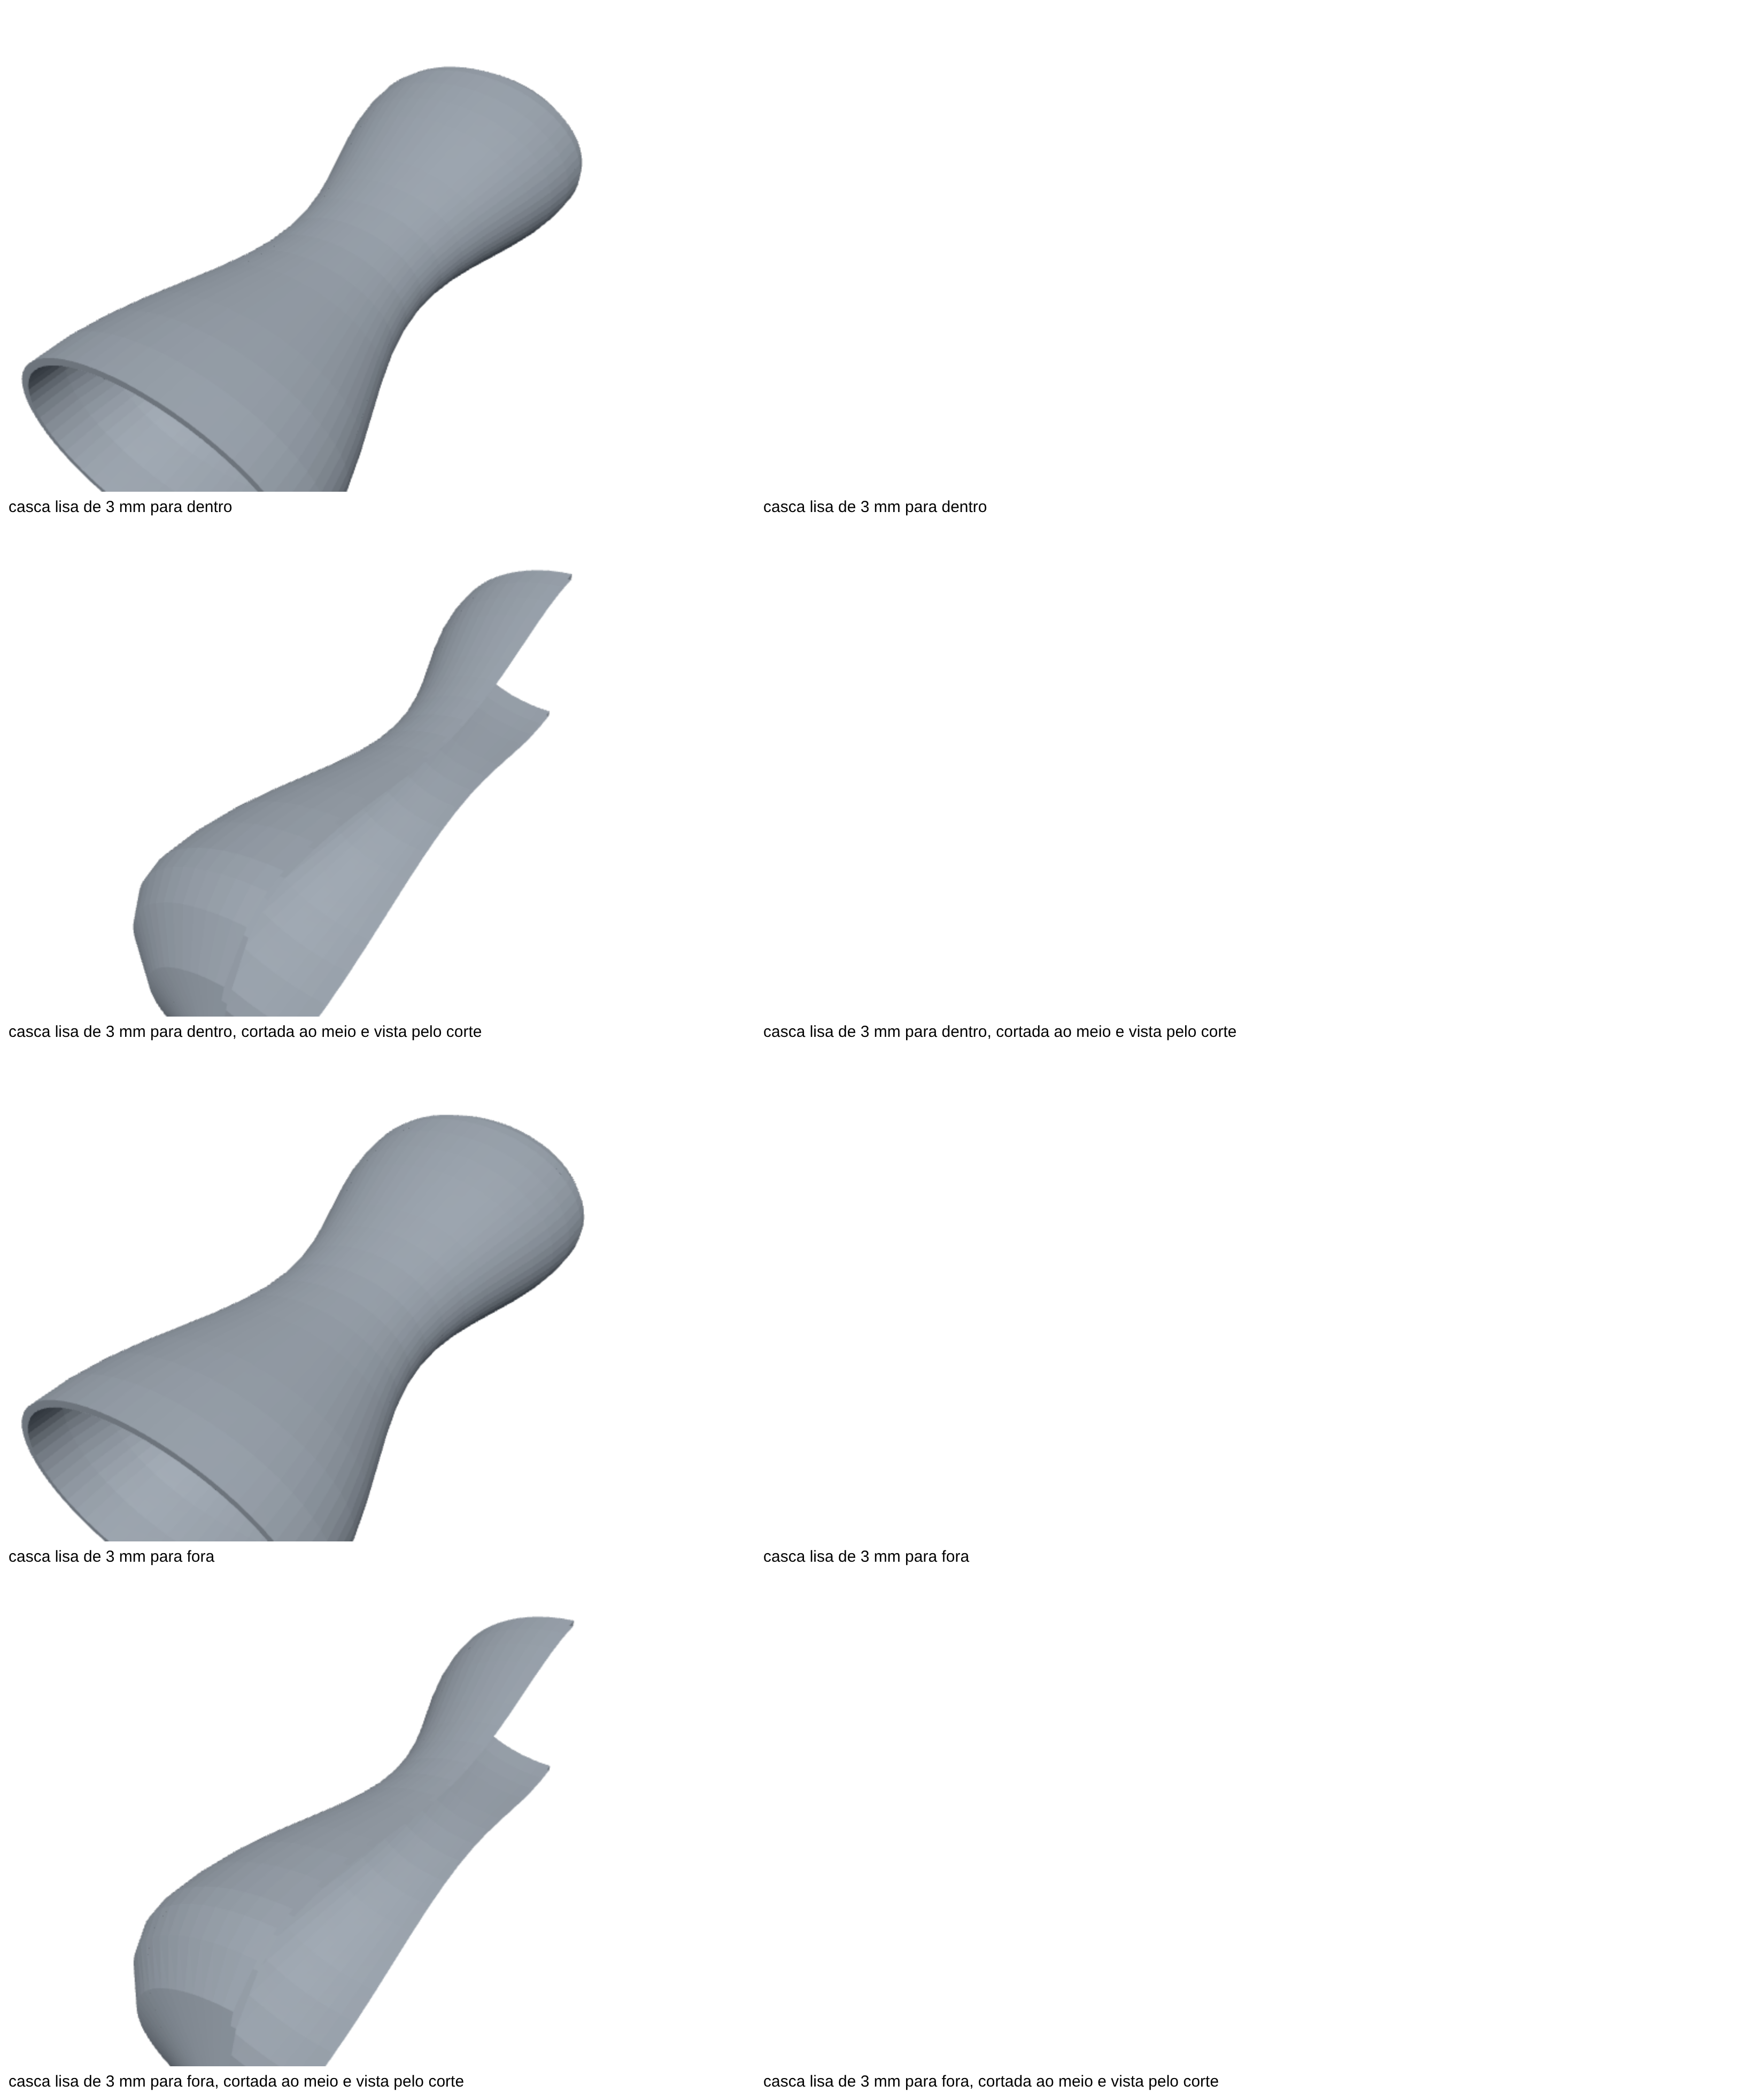 casca lisa de 3 mm para dentro
casca lisa de 3 mm para dentro
casca lisa de 3 mm para dentro, cortada ao meio e vista pelo corte
casca lisa de 3 mm para dentro, cortada ao meio e vista pelo corte
casca lisa de 3 mm para fora
casca lisa de 3 mm para fora
casca lisa de 3 mm para fora, cortada ao meio e vista pelo corte
casca lisa de 3 mm para fora, cortada ao meio e vista pelo corte